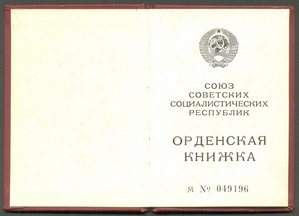 СОЮЗ
СОВЕТСКИХ
СОЦИАЛИСТИЧЕСКИХ
РЕСПУБЛИК
ОРДЕНСКАЯ
КНИЖКА
М № 049196